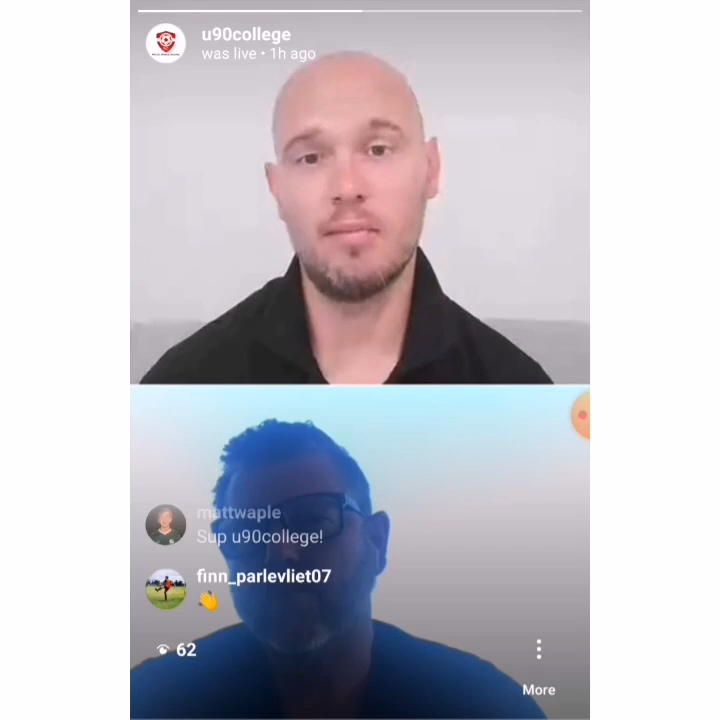 u90college
was live • 1h ago
mattwaple
Sup u90college!
finn_parlevliet07
62
More